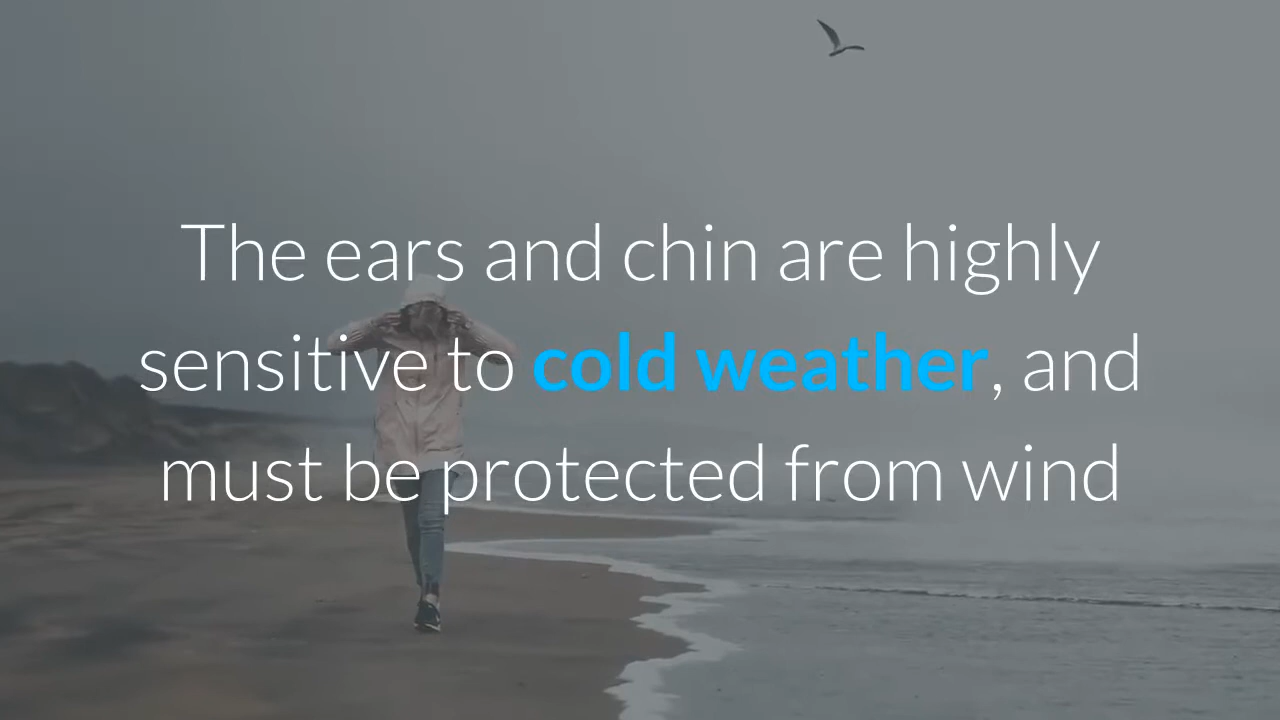 The ears and chin are highly
sensitive to cold weather, and
must be protected from wind